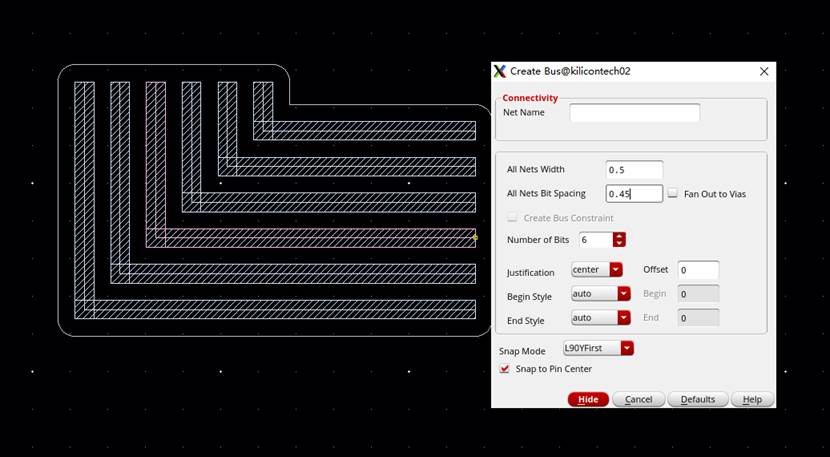 Create Bus@kilicontech02
Connectivity
Net Name
All Nets Width 0.5
All Nets Bit Spacing 0.45 Fan Out to Vias
Create Bus Constraint
Number of Bits 6
Justification center Offset 0
Begin Style auto Begin 0
End Style auto End 0
Snap Mode L90YFirst
Snap to Pin Center
Hide Cancel Defaults Help